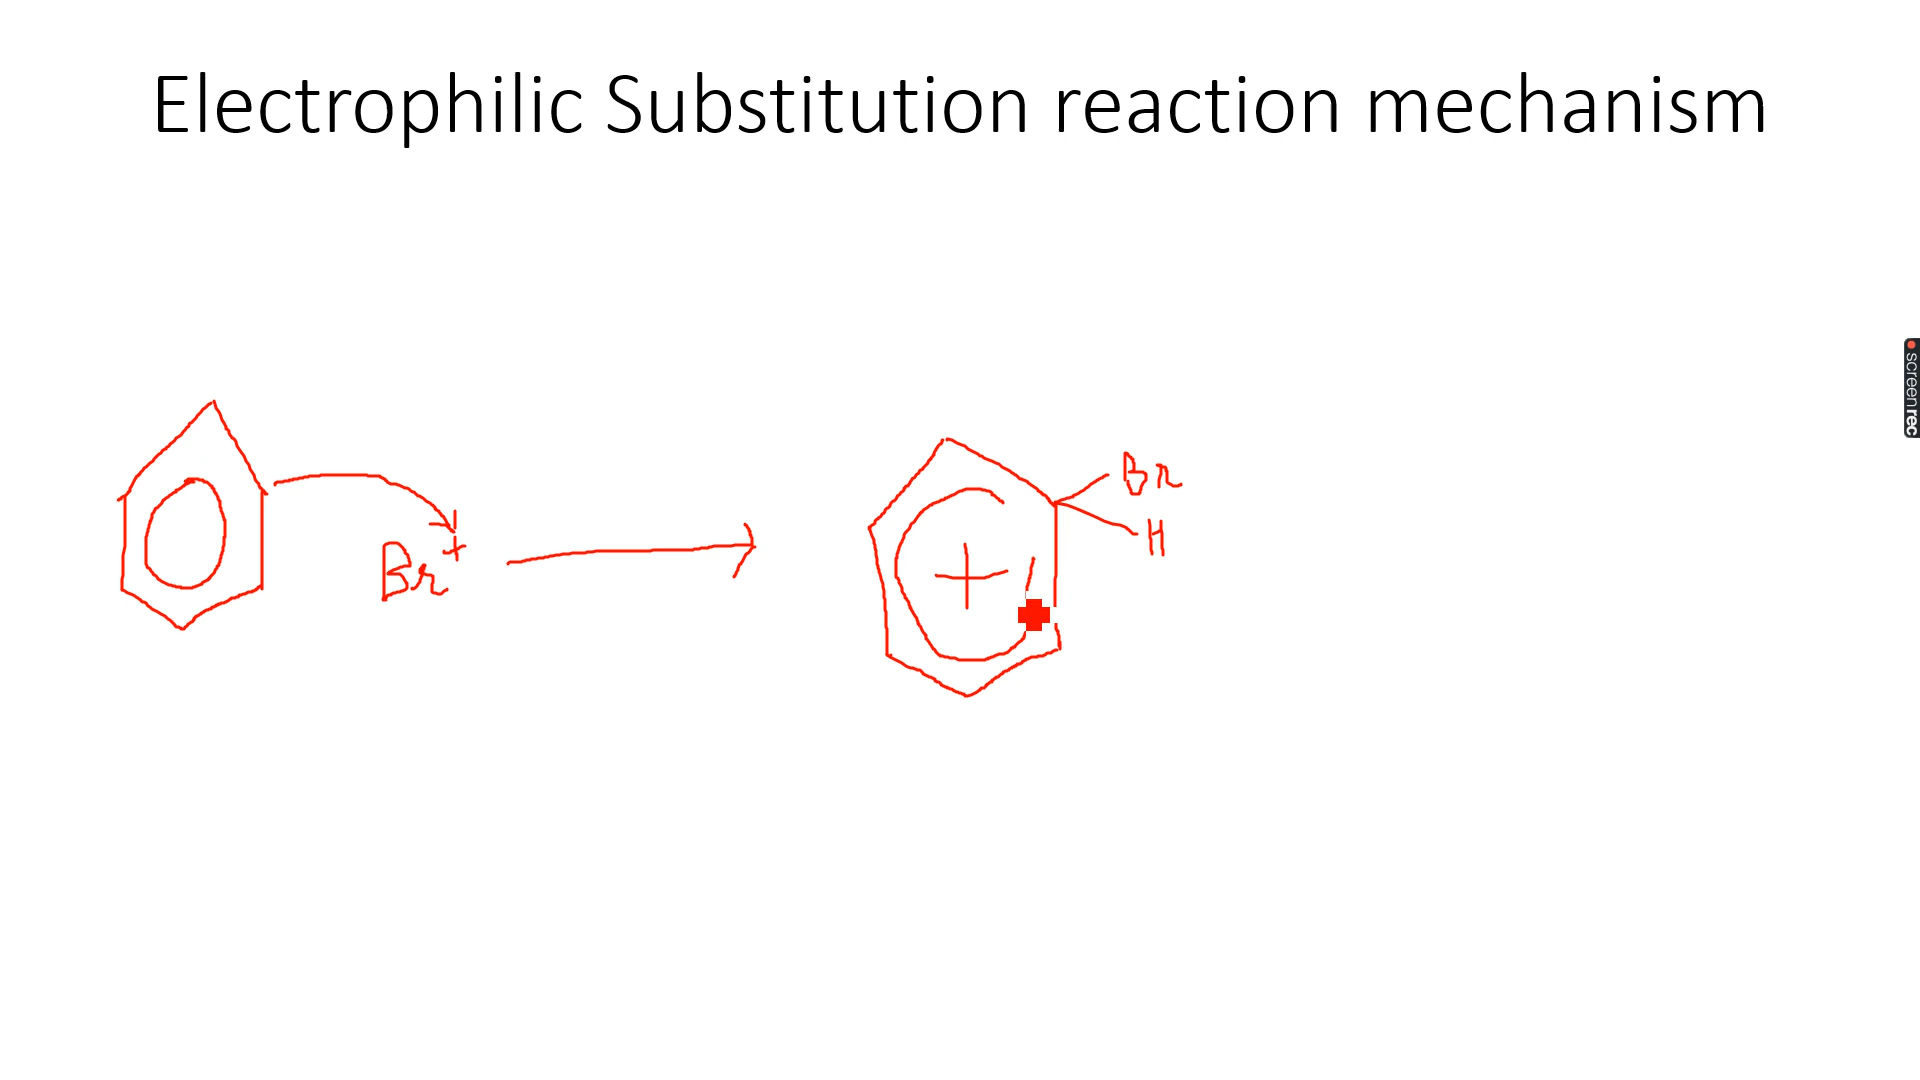 Electrophilic Substitution reaction mechanism
Br
H
Br+
+
screenrec